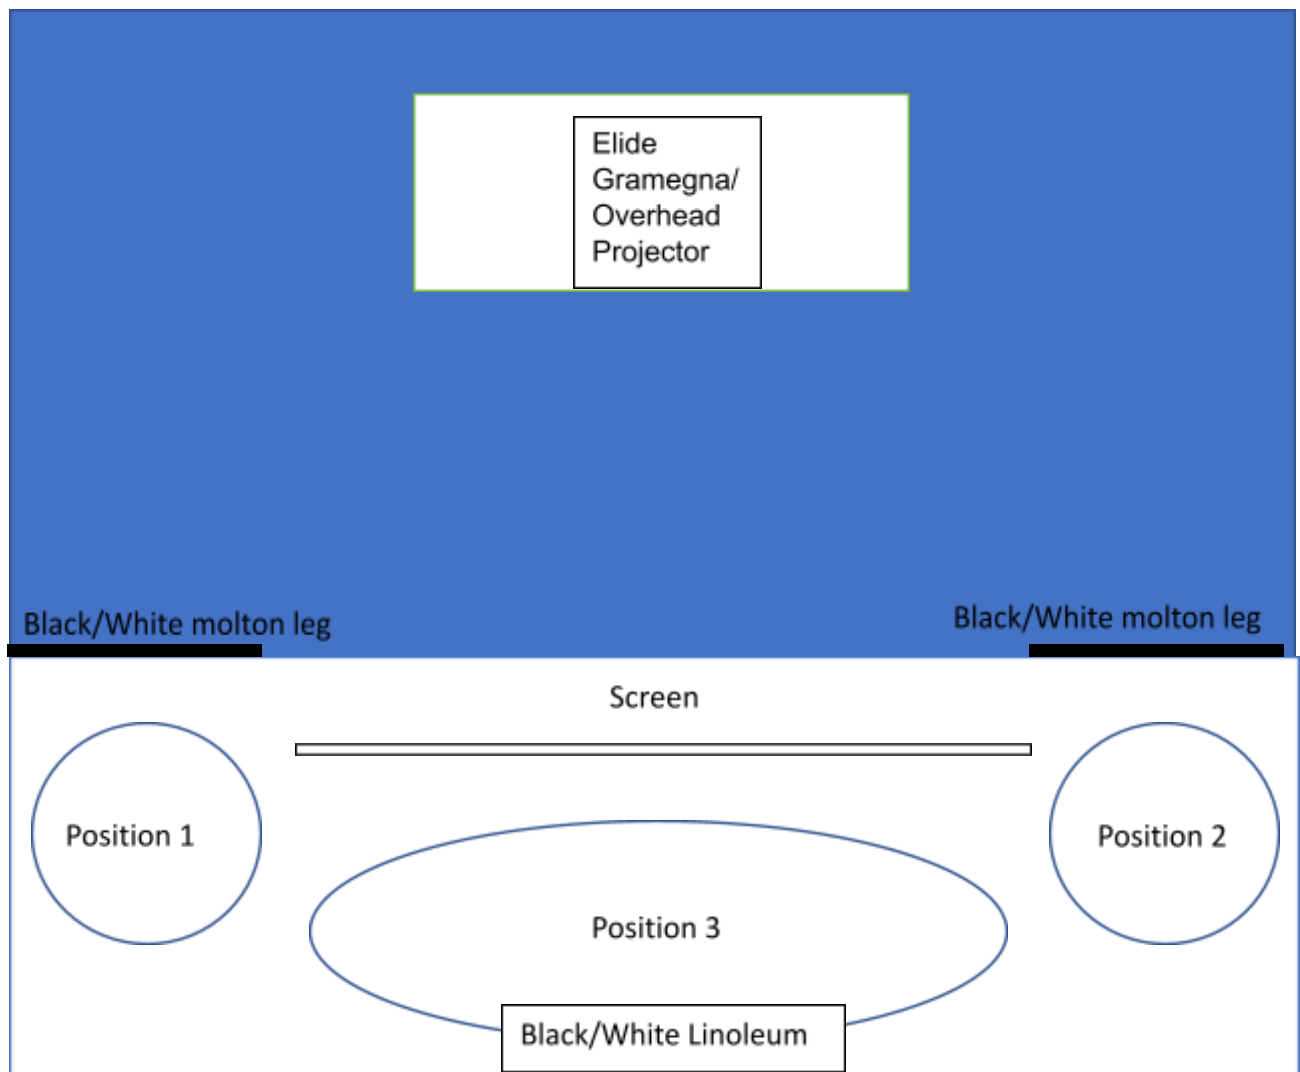 Elide
Gramegna/
Overhead
Projector
Black/White molton leg
Black/White molton leg
Screen
Position 1
Position 2
Position 3
Black/White Linoleum